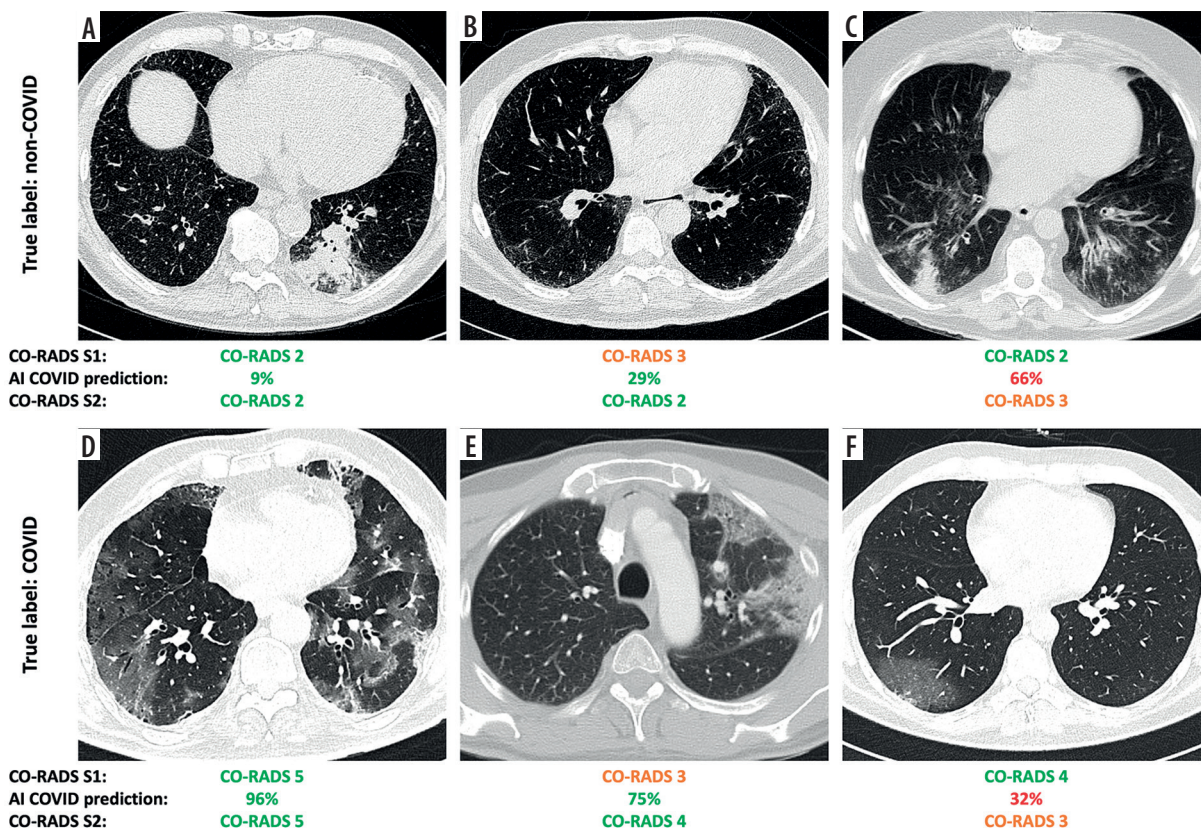 A B C
True label: non-COVID
CO-RADS S1: CO-RADS 2 CO-RADS 3 CO-RADS 2
AI COVID prediction: 9% 29% 66%
CO-RADS S2: CO-RADS 2 CO-RADS 2 CO-RADS 3
D E F
True label: COVID
CO-RADS S1: CO-RADS 5 CO-RADS 3 CO-RADS 4
AI COVID prediction: 96% 75% 32%
CO-RADS S2: CO-RADS 5 CO-RADS 4 CO-RADS 3